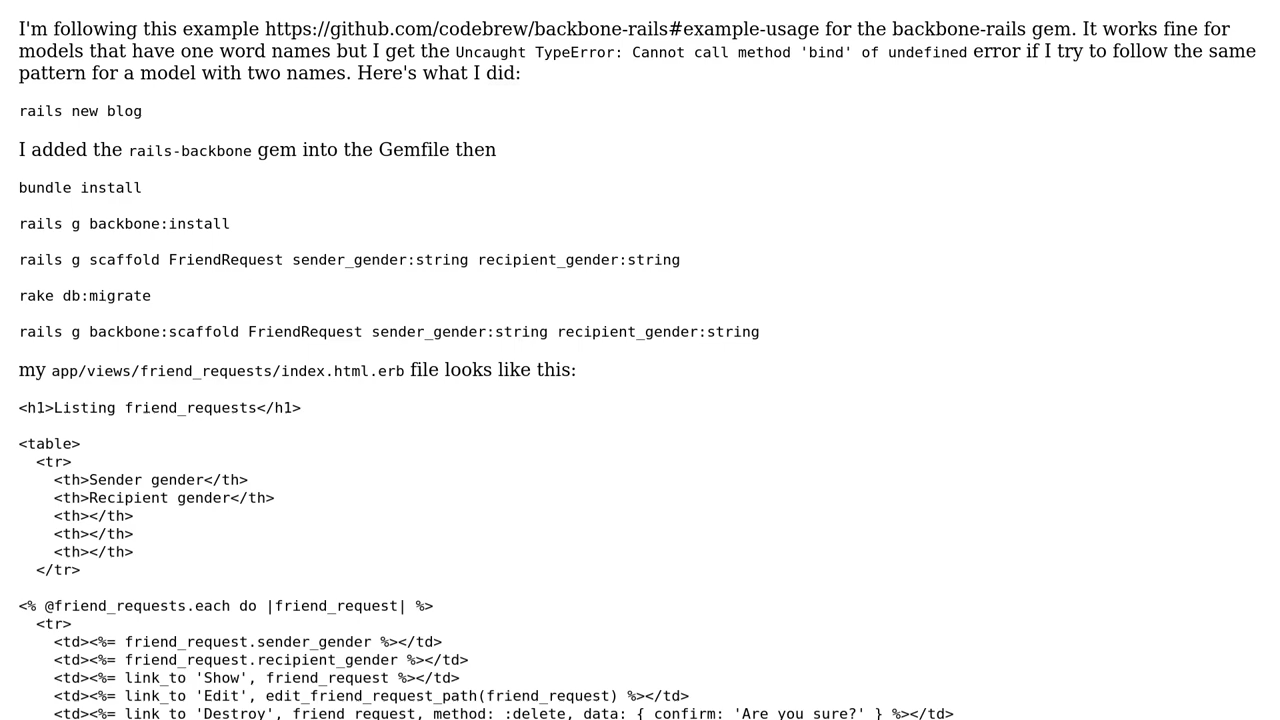 I'm following this example https://github.com/codebrew/backbone-rails#example-usage for the backbone-rails gem. It works fine for
models that have one word names but I get the Uncaught TypeError: Cannot call method 'bind' of undefined error if I try to follow the same
pattern for a model with two names. Here's what I did:
rails new blog
I added the rails-backbone gem into the Gemfile then
bundle install
rails g backbone:install
rails g scaffold FriendRequest sender_gender:string recipient_gender:string
rake db:migrate
rails g backbone:scaffold FriendRequest sender_gender:string recipient_gender:string
my app/views/friend_requests/index.html.erb file looks like this:
<h1>Listing friend_requests</h1>
<table>
  <tr>
    <th>Sender gender</th>
    <th>Recipient gender</th>
    <th></th>
    <th></th>
    <th></th>
  </tr>
<% @friend_requests.each do |friend_request| %>
  <tr>
    <td><%= friend_request.sender_gender %></td>
    <td><%= friend_request.recipient_gender %></td>
    <td><%= link_to 'Show', friend_request %></td>
    <td><%= link_to 'Edit', edit_friend_request_path(friend_request) %></td>
    <td><%= link_to 'Destroy', friend_request, method: :delete, data: { confirm: 'Are you sure?' } %></td>